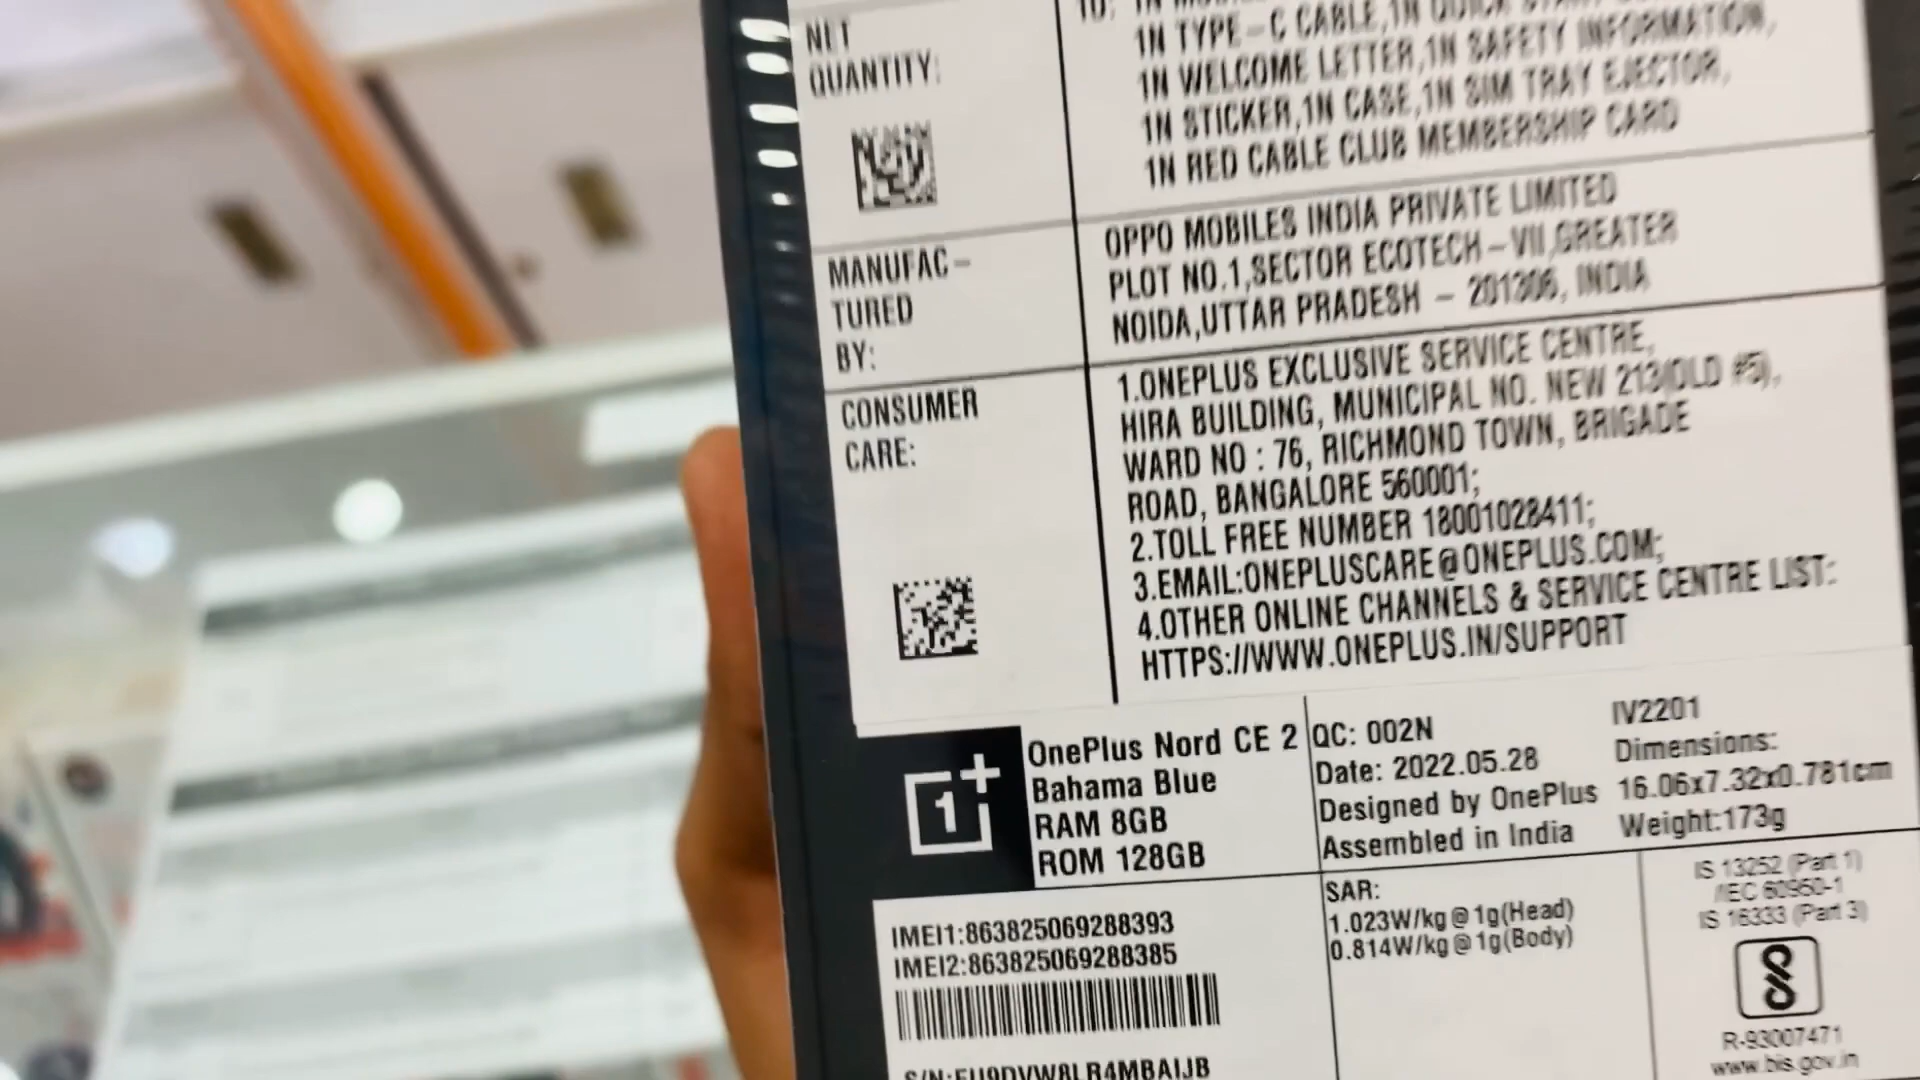 NET
QUANTITY:
1N TYPE-C CABLE,1N QUICK START
1N WELCOME LETTER,1N SAFETY INFORMATION,
1N STICKER,1N CASE,1N SIM TRAY EJECTOR,
1N RED CABLE CLUB MEMBERSHIP CARD
MANUFAC-
TURED
BY:
OPPO MOBILES INDIA PRIVATE LIMITED
PLOT NO.1,SECTOR ECOTECH-VII,GREATER
NOIDA,UTTAR PRADESH - 201306, INDIA
CONSUMER
CARE:
1.ONEPLUS EXCLUSIVE SERVICE CENTRE,
HIRA BUILDING, MUNICIPAL NO. NEW 213(OLD #5),
WARD NO : 76, RICHMOND TOWN, BRIGADE
ROAD, BANGALORE 560001;
2.TOLL FREE NUMBER 18001028411;
3.EMAIL:ONEPLUSCARE@ONEPLUS.COM;
4.OTHER ONLINE CHANNELS & SERVICE CENTRE LIST:
HTTPS://WWW.ONEPLUS.IN/SUPPORT
1+
OnePlus Nord CE 2
Bahama Blue
RAM 8GB
ROM 128GB
QC: 002N
Date: 2022.05.28
Designed by OnePlus
Assembled in India
IV2201
Dimensions:
16.06x7.32x0.781cm
Weight:173g
IMEI1:863825069288393
IMEI2:863825069288385
SAR:
1.023W/kg@1g(Head)
0.814W/kg@1g(Body)
IS 13252 (Part 1)
/IEC 60950-1
IS 16333 (Part 3)
R-93007471
www.bis.gov.in